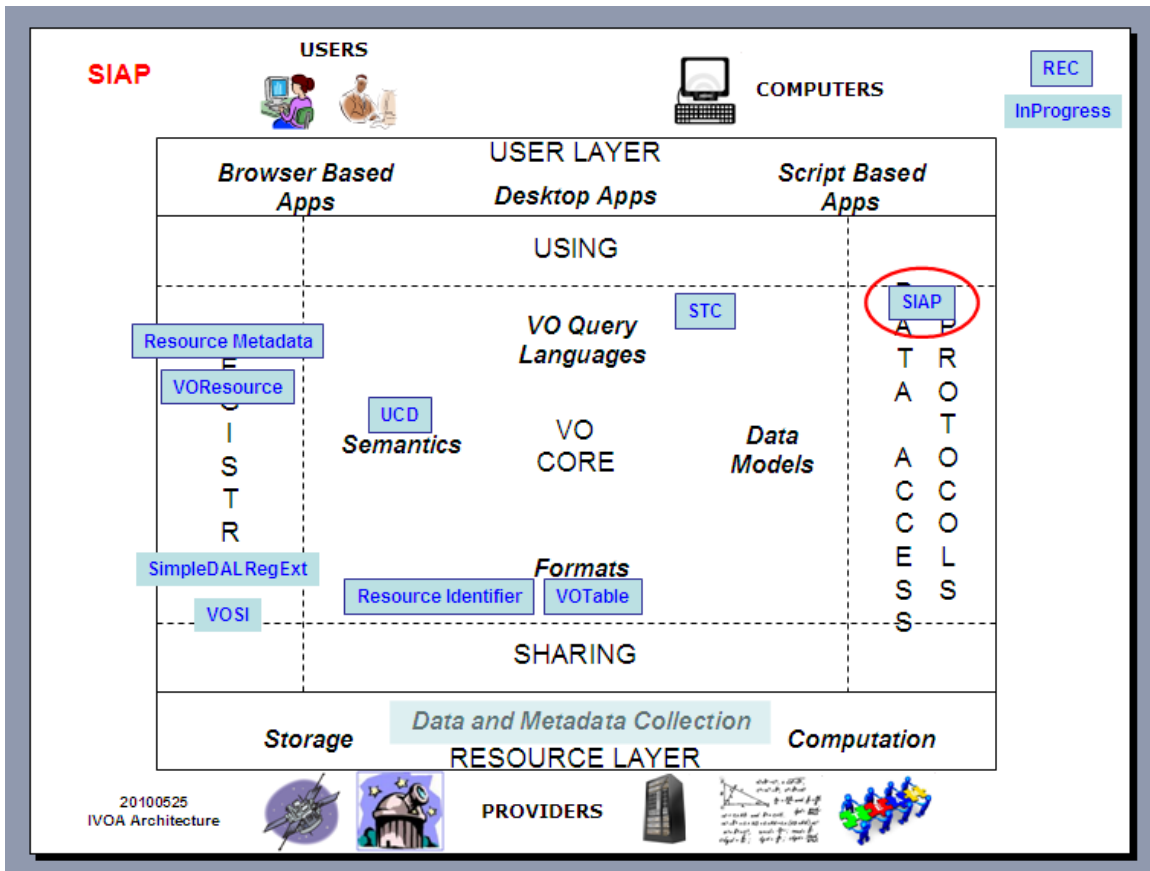 SIAP
USERS
COMPUTERS
REC
InProgress
USER LAYER
Browser Based
Apps
Desktop Apps
Script Based
Apps
USING
SIAP
STC
VO Query
Languages
Resource Metadata
VOResource
UCD
Semantics
VO
CORE
Data
Models
I
S
T
R
A
T
A
A
C
C
E
S
S
P
R
O
T
O
C
O
L
S
SimpleDALRegExt
VOSI
Formats
Resource Identifier
VOTable
SHARING
Data and Metadata Collection
Storage
Computation
RESOURCE LAYER
20100525
IVOA Architecture
PROVIDERS